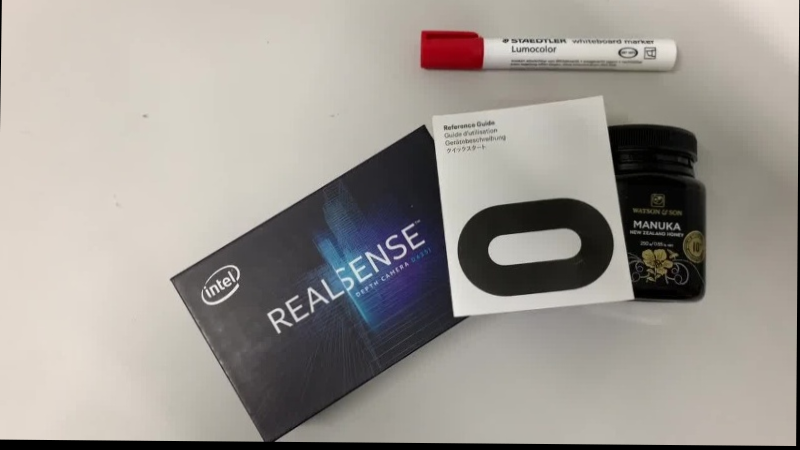 STAEDTLER whiteboard marker
Lumocolor
Reference Guide
Guide d'utilisation
Gerätebeschreibung
クイックスタート
intel
REALSENSE™
DEPTH CAMERA
WATSON & SON
MANUKA
NEW ZEALAND HONEY